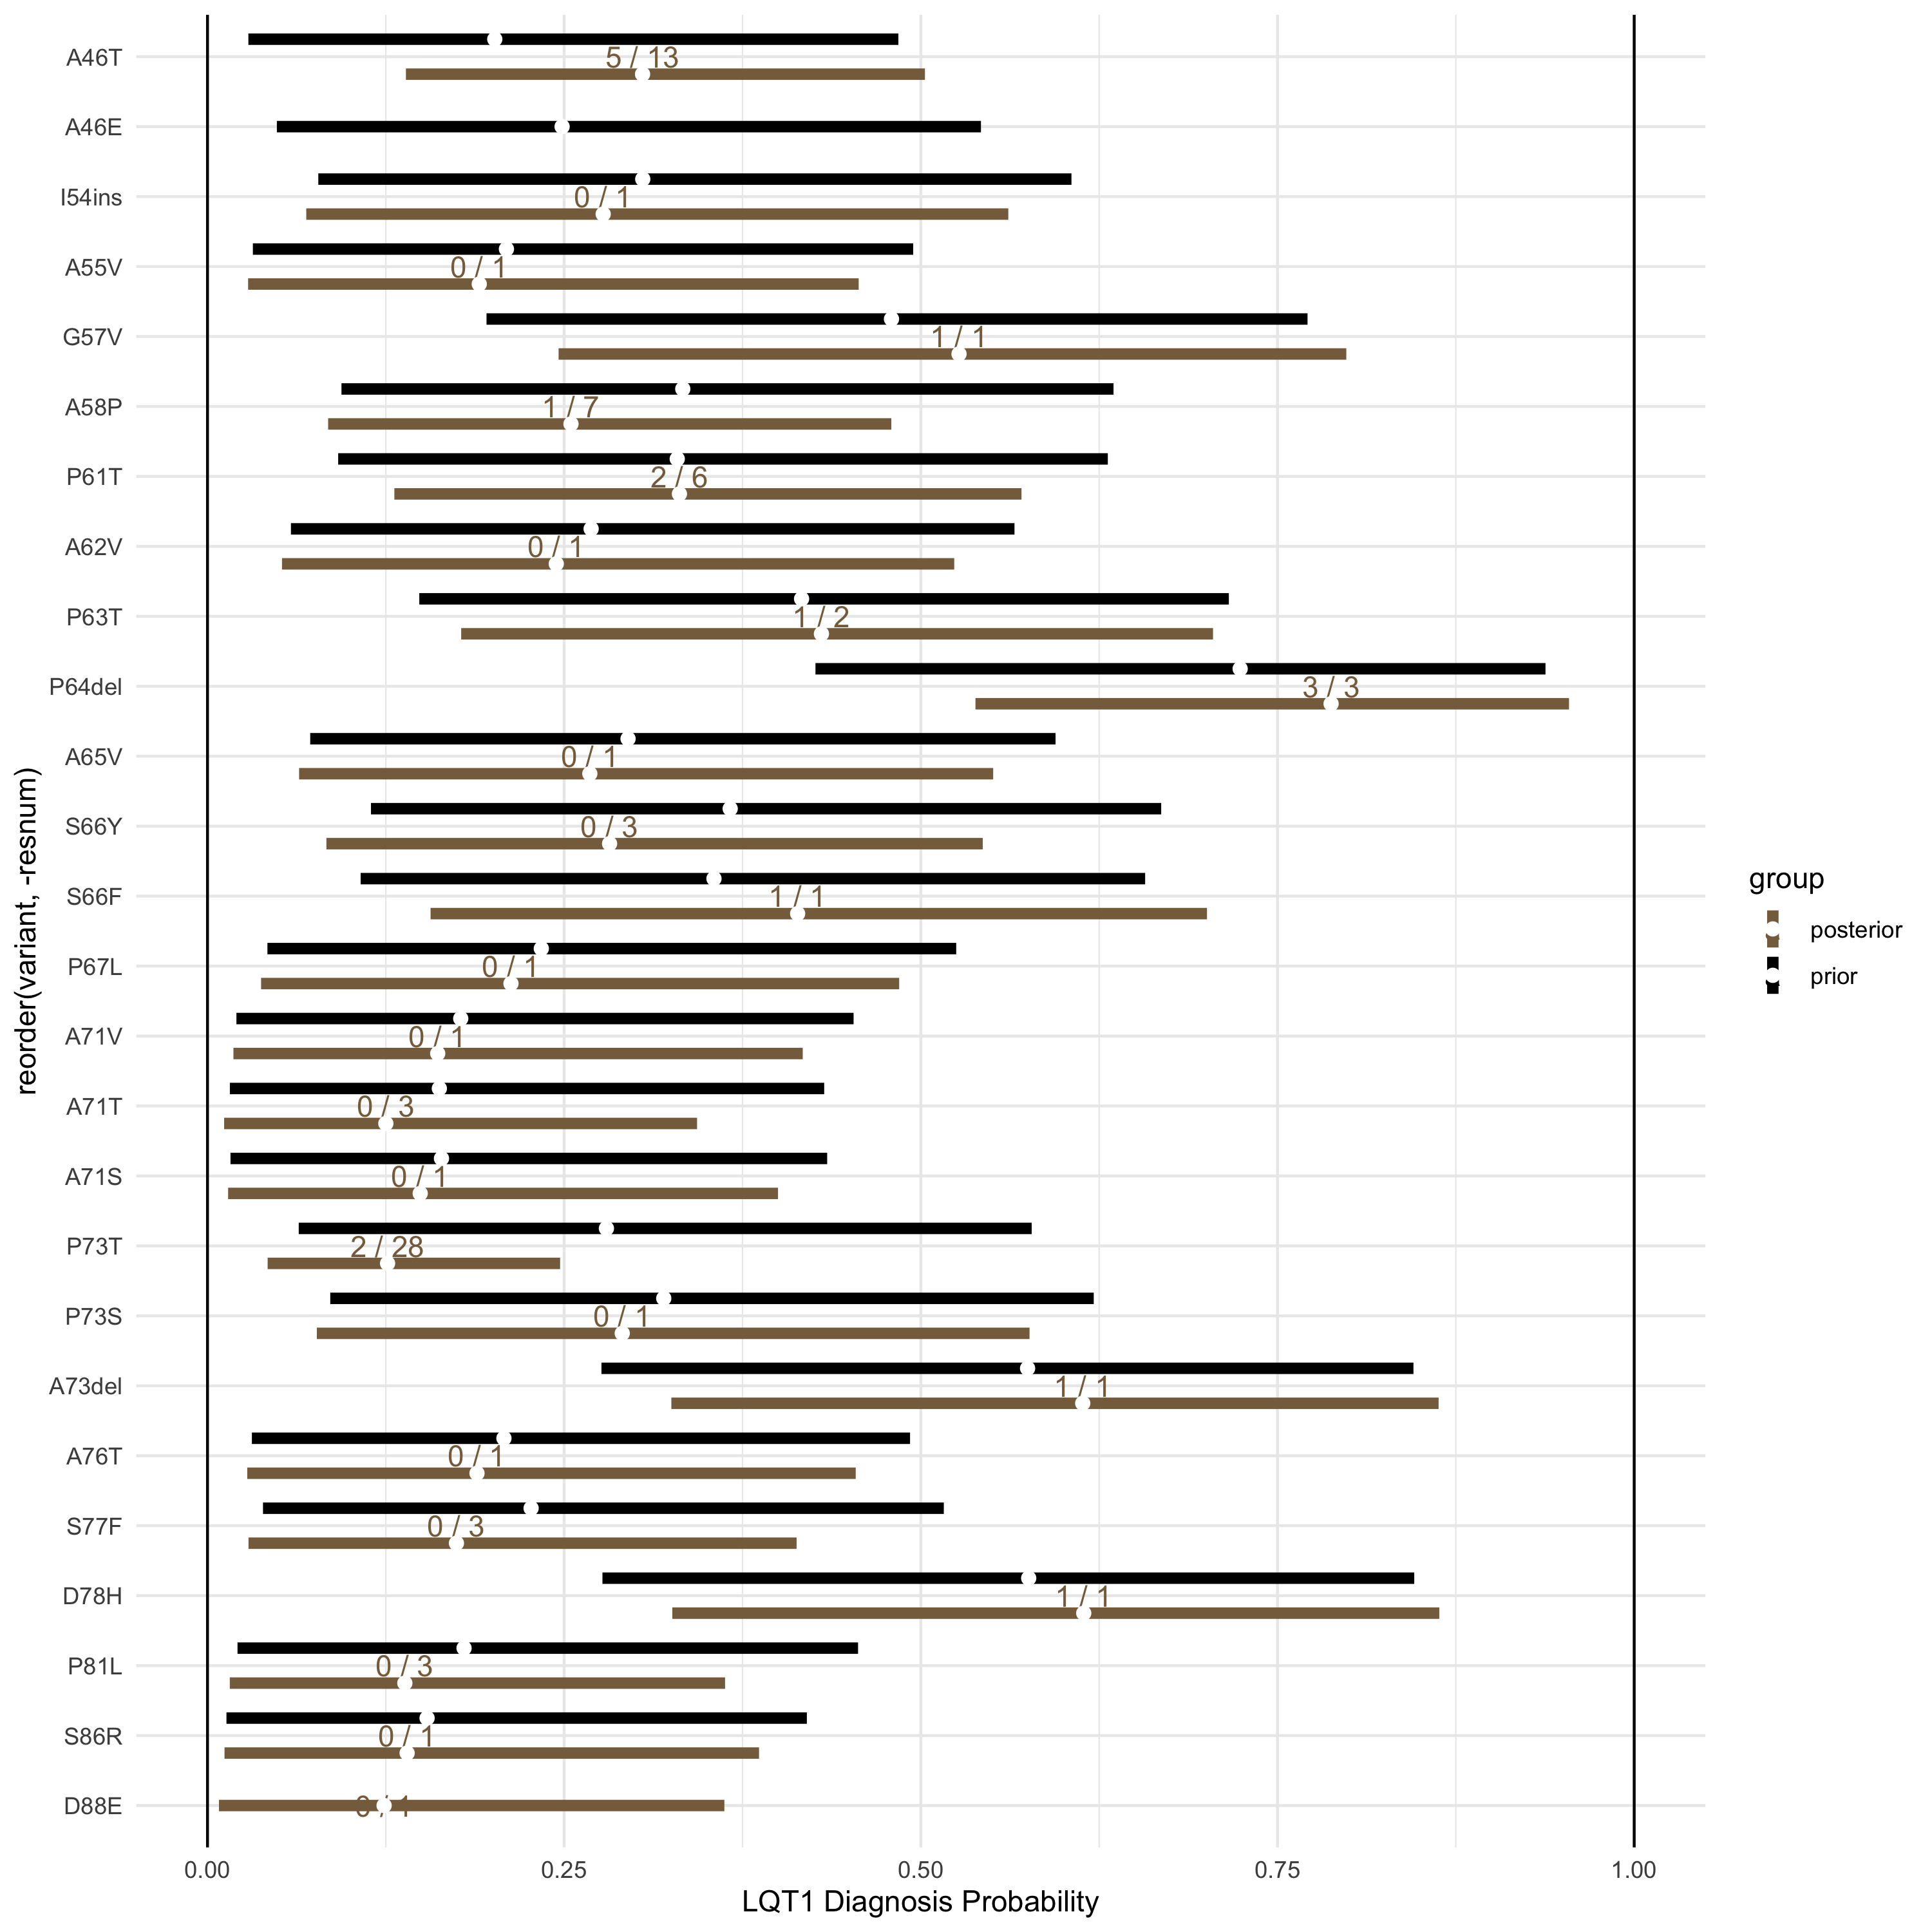 A46T
5 / 13
A46E
I54ins
0 / 1
A55V
0 / 1
G57V
1 / 1
A58P
1 / 7
P61T
2 / 6
A62V
0 / 1
P63T
1 / 2
P64del
3 / 3
A65V
0 / 1
S66Y
0 / 3
S66F
1 / 1
P67L
0 / 1
A71V
0 / 1
A71T
0 / 3
A71S
0 / 1
P73T
2 / 28
P73S
0 / 1
A73del
1 / 1
A76T
0 / 1
S77F
0 / 3
D78H
1 / 1
P81L
0 / 3
S86R
0 / 1
D88E
0 / 1
reorder(variant, -resnum)
0.00
0.25
0.50
0.75
1.00
LQT1 Diagnosis Probability
group
posterior
prior